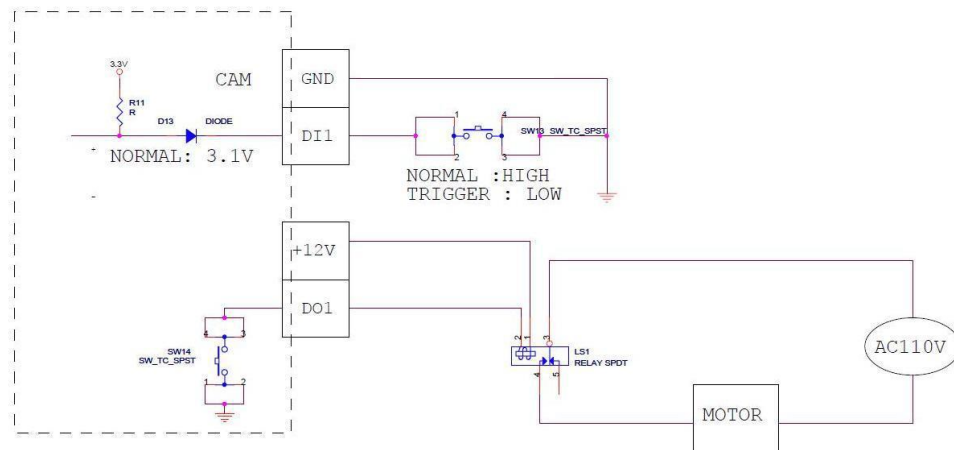 3.3V
CAM
GND
R11
R
D13
DIODE
DI1
1
4
SW13 SW_TC_SPST
NORMAL: 3.1V
+
-
2
3
NORMAL :HIGH
TRIGGER : LOW
+12V
DO1
4
3
SW14
SW_TC_SPST
1
2
2
1
3
LS1
RELAY SPDT
4
5
AC110V
MOTOR